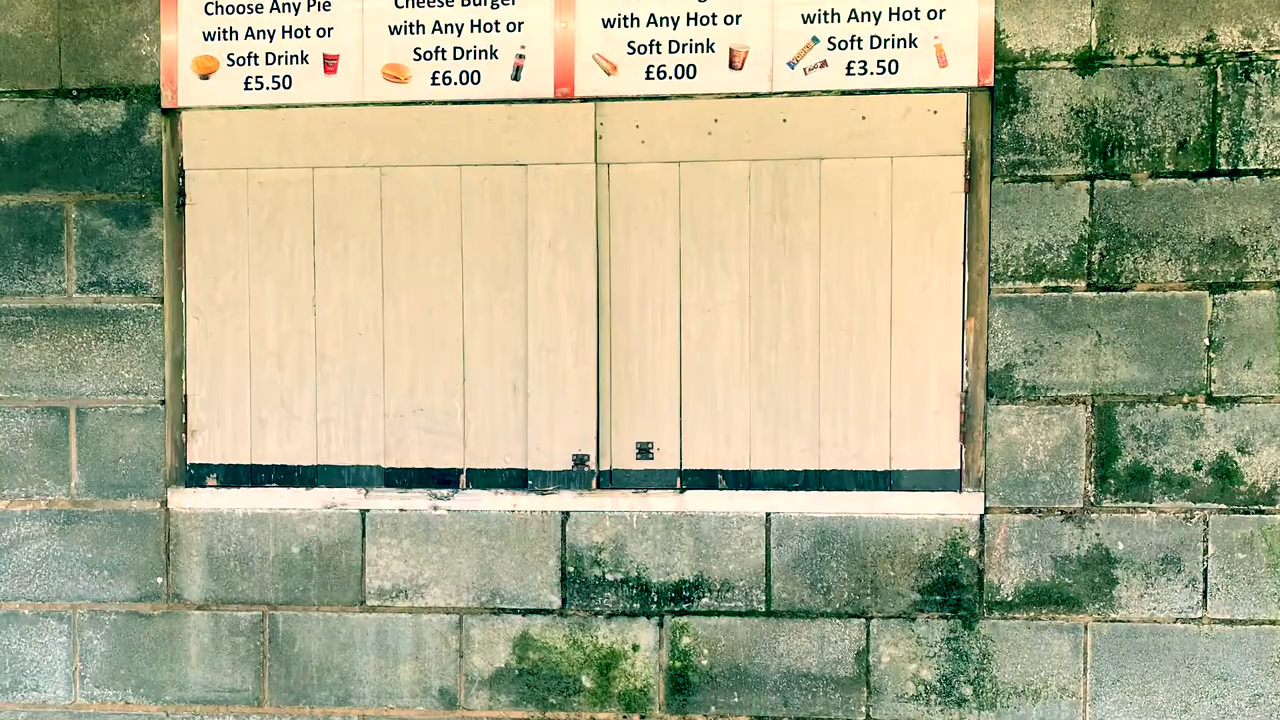 Choose Any Pie
with Any Hot or
Soft Drink
£5.50
Cheese Burger
with Any Hot or
Soft Drink
£6.00
with Any Hot or
Soft Drink
£6.00
with Any Hot or
Soft Drink
£3.50
YORKIE